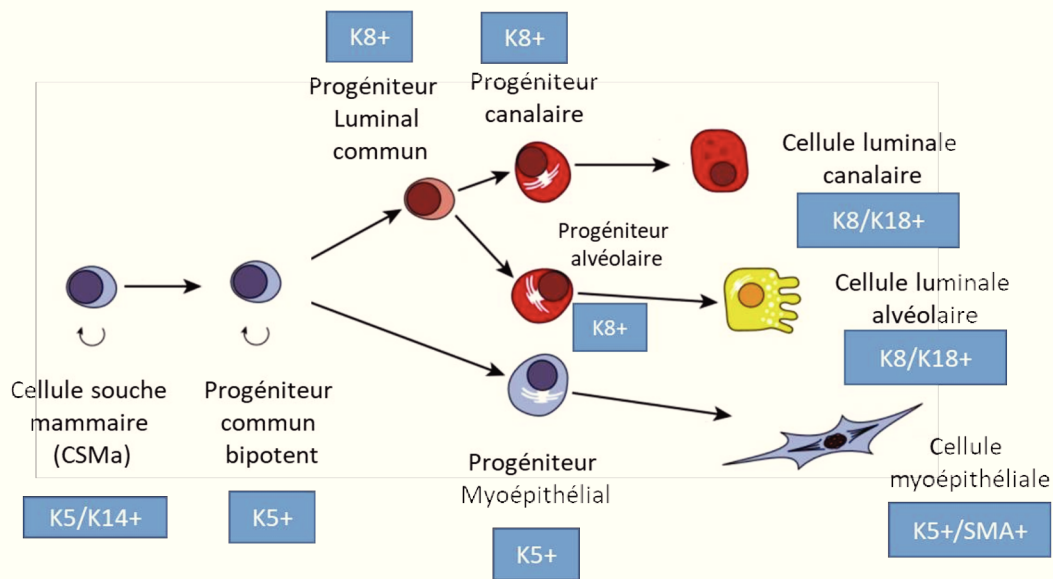 K8+
K8+
Progéniteur
Luminal
commun
Progéniteur
canalaire
Cellule luminale
canalaire
K8/K18+
Progéniteur
alvéolaire
K8+
Cellule luminale
alvéolaire
K8/K18+
Cellule souche
mammaire
(CSMa)
K5/K14+
Progéniteur
commun
bipotent
K5+
Progéniteur
Myoépithélial
K5+
Cellule
myoépithéliale
K5+/SMA+